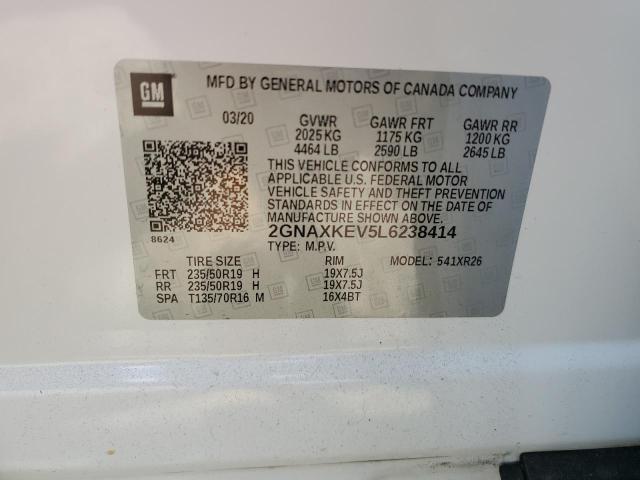 GM
MFD BY GENERAL MOTORS OF CANADA COMPANY
03/20 GVWR GAWR FRT GAWR RR
2025 KG 1175 KG 1200 KG
4464 LB 2590 LB 2645 LB
THIS VEHICLE CONFORMS TO ALL
APPLICABLE U.S. FEDERAL MOTOR
VEHICLE SAFETY AND THEFT PREVENTION
STANDARDS IN EFFECT ON THE DATE OF
MANUFACTURE SHOWN ABOVE.
8624 2GNAXKEV5L6238414
TYPE: M.P.V.
TIRE SIZE RIM MODEL: 541XR26
FRT 235/50R19 H 19X7.5J
RR 235/50R19 H 19X7.5J
SPA T135/70R16 M 16X4BT